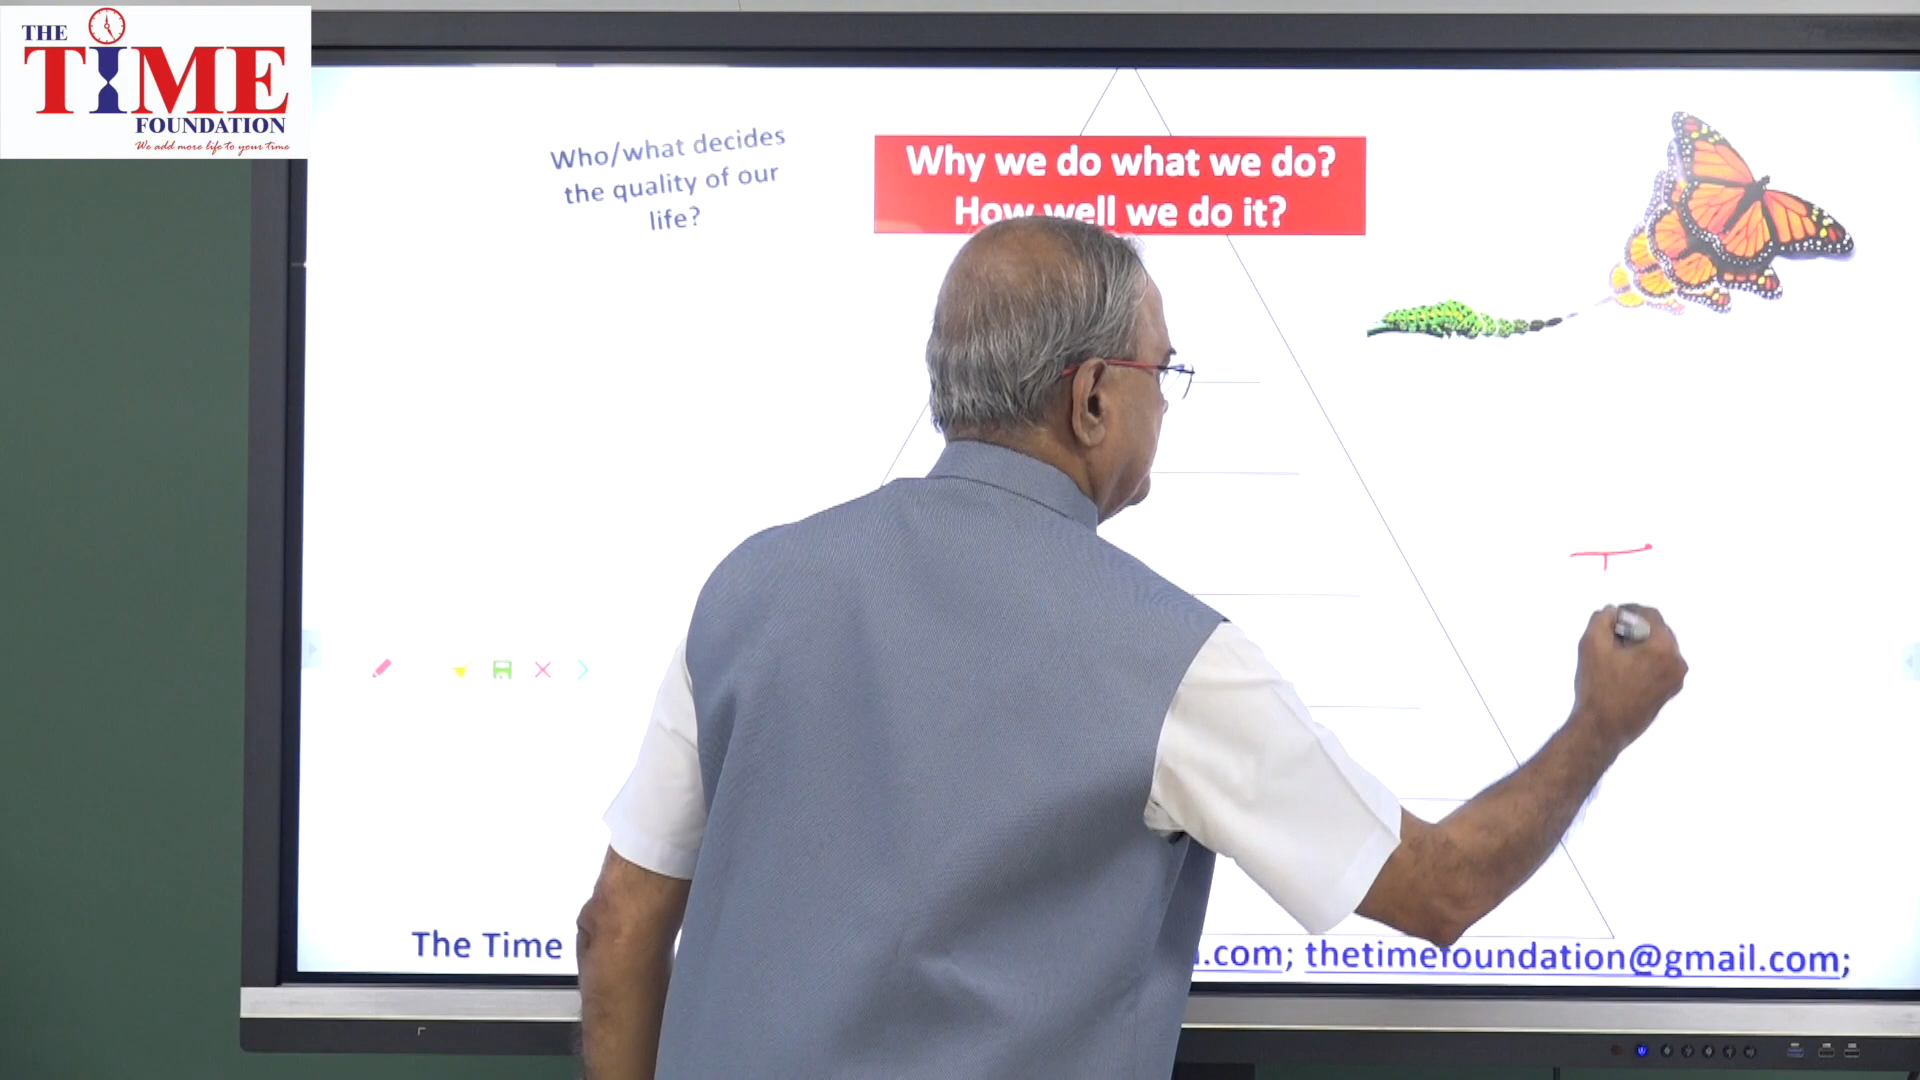 THE
TIME
FOUNDATION
We add more life to your time
Who/what decides
the quality of our
life?
Why we do what we do?
How well we do it?
T
The Time
.com; thetimefoundation@gmail.com;